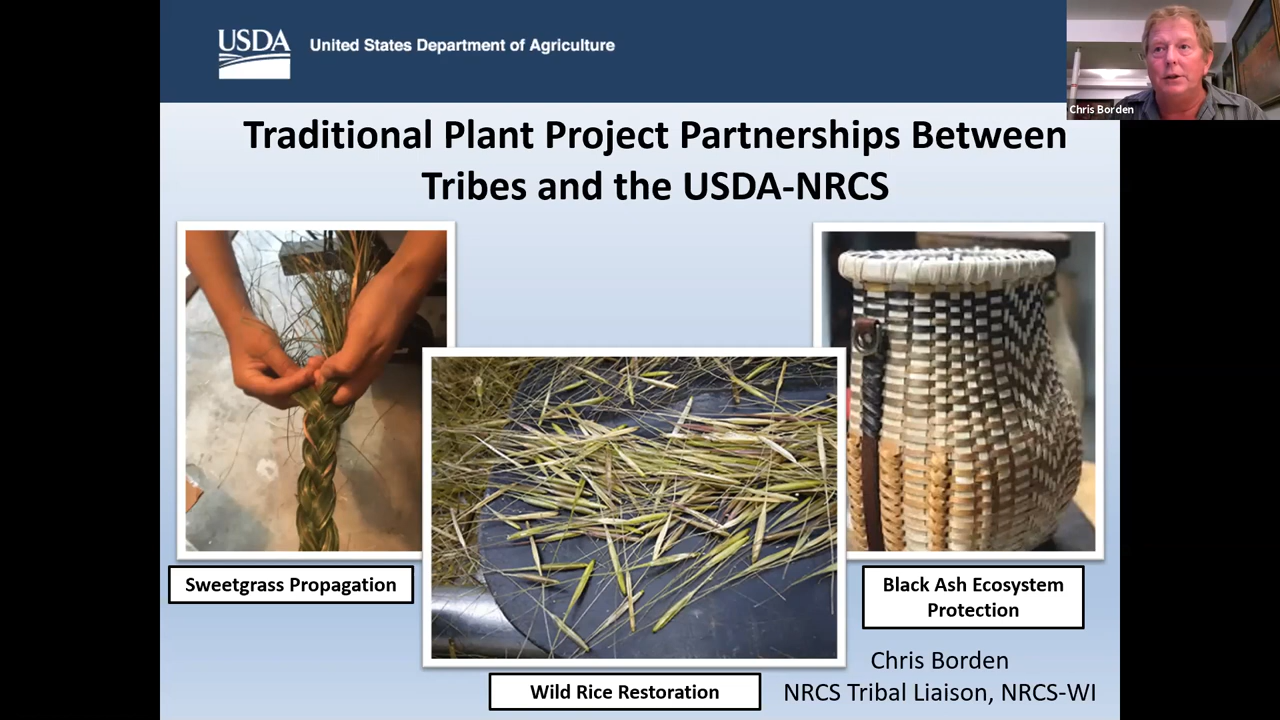 USDA
United States Department of Agriculture
Chris Borden
Traditional Plant Project Partnerships Between
Tribes and the USDA-NRCS
Sweetgrass Propagation
Black Ash Ecosystem
Protection
Wild Rice Restoration
Chris Borden
NRCS Tribal Liaison, NRCS-WI